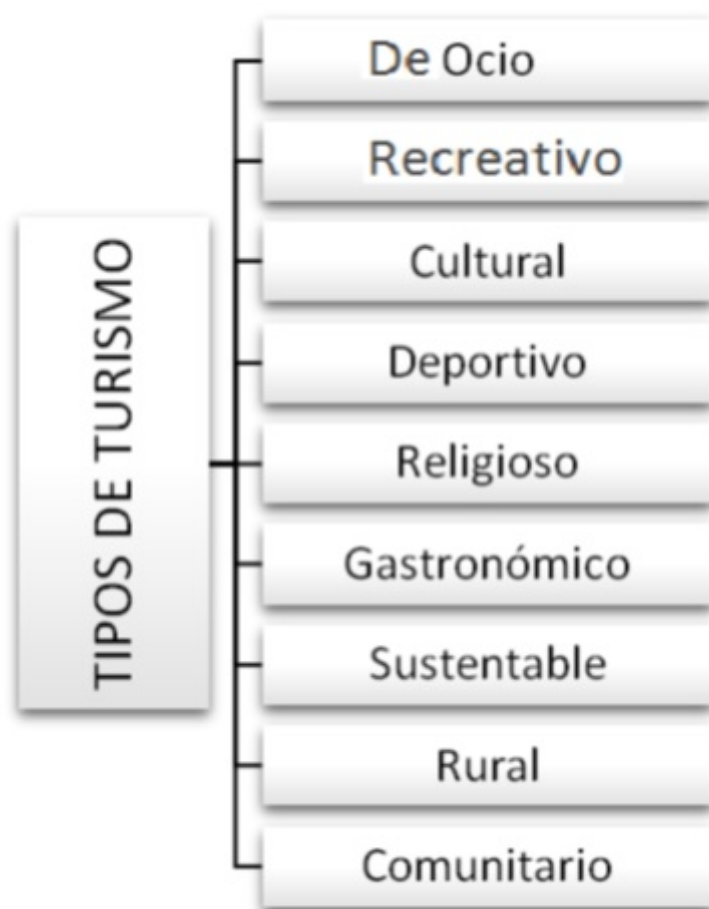 TIPOS DE TURISMO
De Ocio
Recreativo
Cultural
Deportivo
Religioso
Gastronómico
Sustentable
Rural
Comunitario